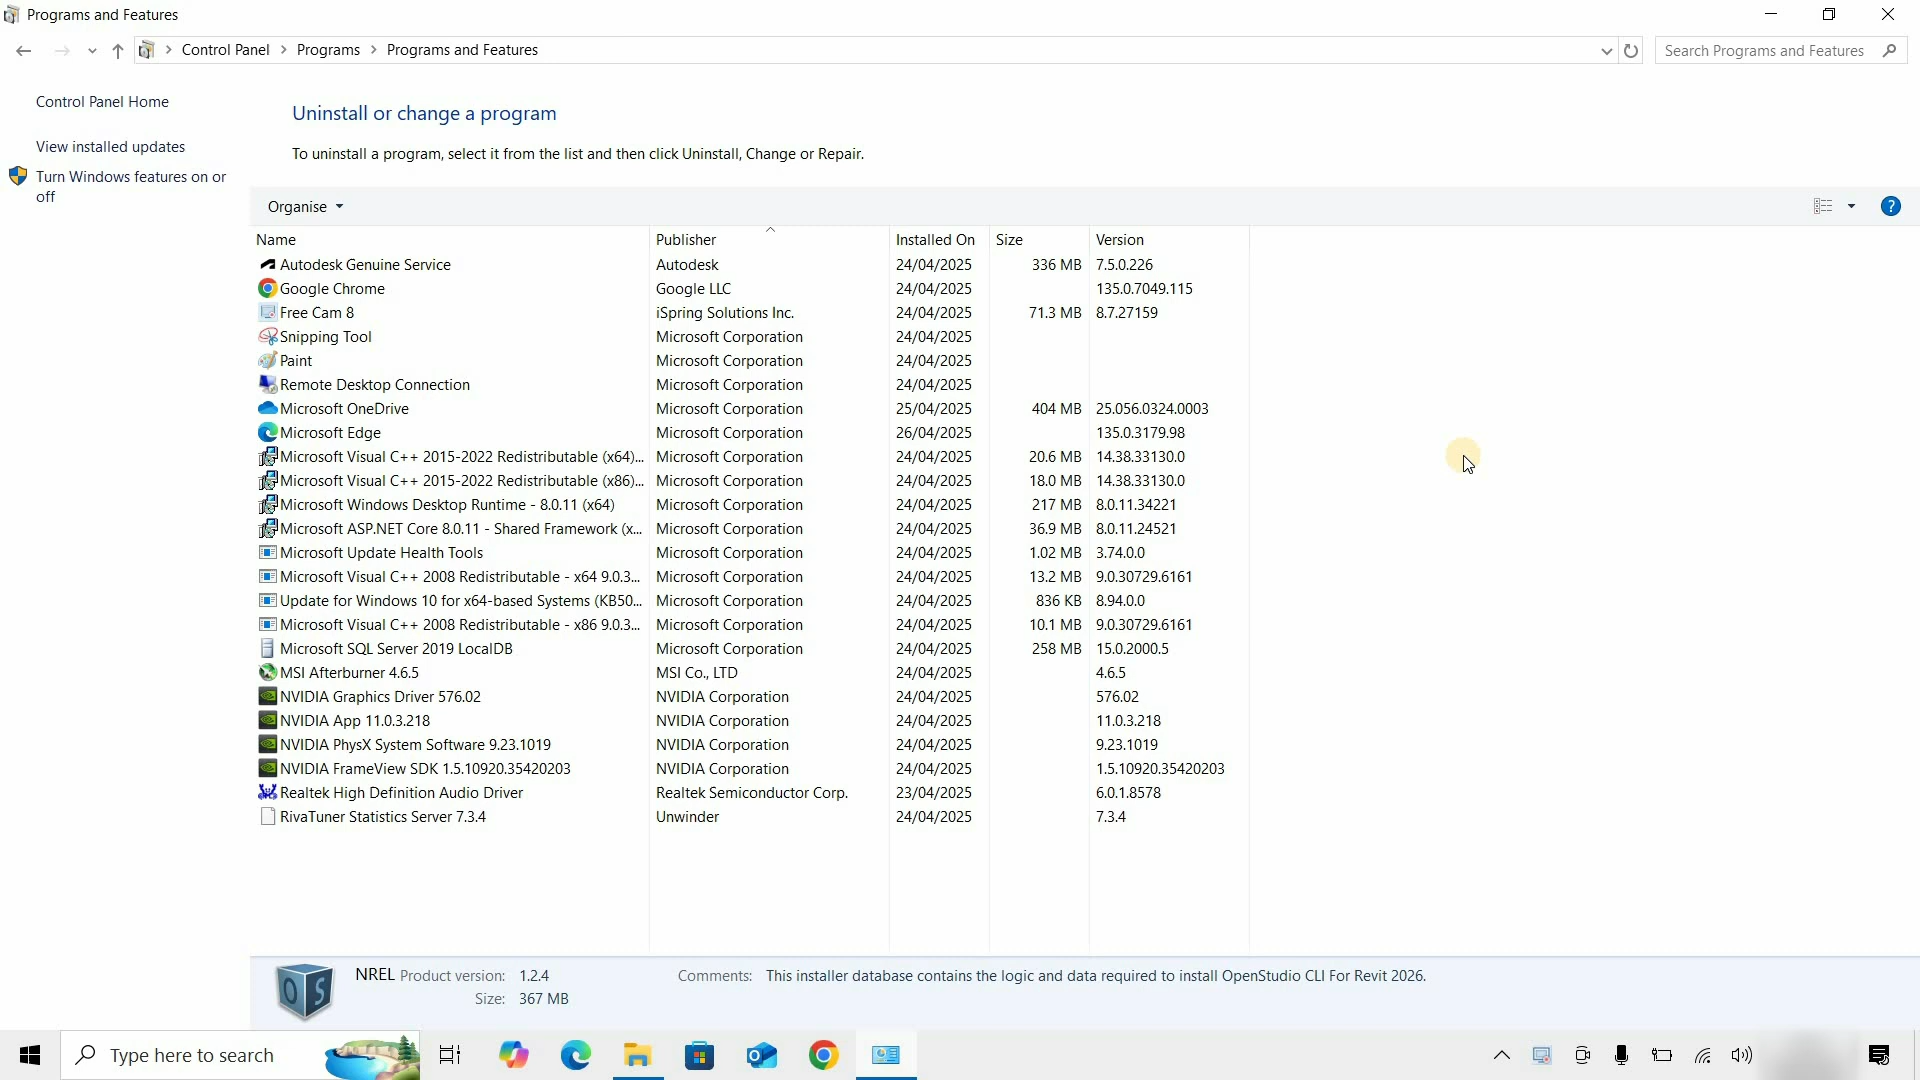 Programs and Features
Control Panel > Programs > Programs and Features
Search Programs and Features
Control Panel Home
View installed updates
Turn Windows features on or
off
Uninstall or change a program
To uninstall a program, select it from the list and then click Uninstall, Change or Repair.
Organise
?
Name Publisher Installed On Size Version
Autodesk Genuine Service Autodesk 24/04/2025 336 MB 7.5.0.226
Google Chrome Google LLC 24/04/2025 135.0.7049.115
Free Cam 8 iSpring Solutions Inc. 24/04/2025 71.3 MB 8.7.27159
Snipping Tool Microsoft Corporation 24/04/2025
Paint Microsoft Corporation 24/04/2025
Remote Desktop Connection Microsoft Corporation 24/04/2025
Microsoft OneDrive Microsoft Corporation 25/04/2025 404 MB 25.056.0324.0003
Microsoft Edge Microsoft Corporation 26/04/2025 135.0.3179.98
Microsoft Visual C++ 2015-2022 Redistributable (x64)... Microsoft Corporation 24/04/2025 20.6 MB 14.38.33130.0
Microsoft Visual C++ 2015-2022 Redistributable (x86)... Microsoft Corporation 24/04/2025 18.0 MB 14.38.33130.0
Microsoft Windows Desktop Runtime - 8.0.11 (x64) Microsoft Corporation 24/04/2025 217 MB 8.0.11.34221
Microsoft ASP.NET Core 8.0.11 - Shared Framework (x... Microsoft Corporation 24/04/2025 36.9 MB 8.0.11.24521
Microsoft Update Health Tools Microsoft Corporation 24/04/2025 1.02 MB 3.74.0.0
Microsoft Visual C++ 2008 Redistributable - x64 9.0.3... Microsoft Corporation 24/04/2025 13.2 MB 9.0.30729.6161
Update for Windows 10 for x64-based Systems (KB50... Microsoft Corporation 24/04/2025 836 KB 8.94.0.0
Microsoft Visual C++ 2008 Redistributable - x86 9.0.3... Microsoft Corporation 24/04/2025 10.1 MB 9.0.30729.6161
Microsoft SQL Server 2019 LocalDB Microsoft Corporation 24/04/2025 258 MB 15.0.2000.5
MSI Afterburner 4.6.5 MSI Co., LTD 24/04/2025 4.6.5
NVIDIA Graphics Driver 576.02 NVIDIA Corporation 24/04/2025 576.02
NVIDIA App 11.0.3.218 NVIDIA Corporation 24/04/2025 11.0.3.218
NVIDIA PhysX System Software 9.23.1019 NVIDIA Corporation 24/04/2025 9.23.1019
NVIDIA FrameView SDK 1.5.10920.35420203 NVIDIA Corporation 24/04/2025 1.5.10920.35420203
Realtek High Definition Audio Driver Realtek Semiconductor Corp. 23/04/2025 6.0.1.8578
RivaTuner Statistics Server 7.3.4 Unwinder 24/04/2025 7.3.4
OS
NREL Product version: 1.2.4 Comments: This installer database contains the logic and data required to install OpenStudio CLI For Revit 2026.
Size: 367 MB
Type here to search